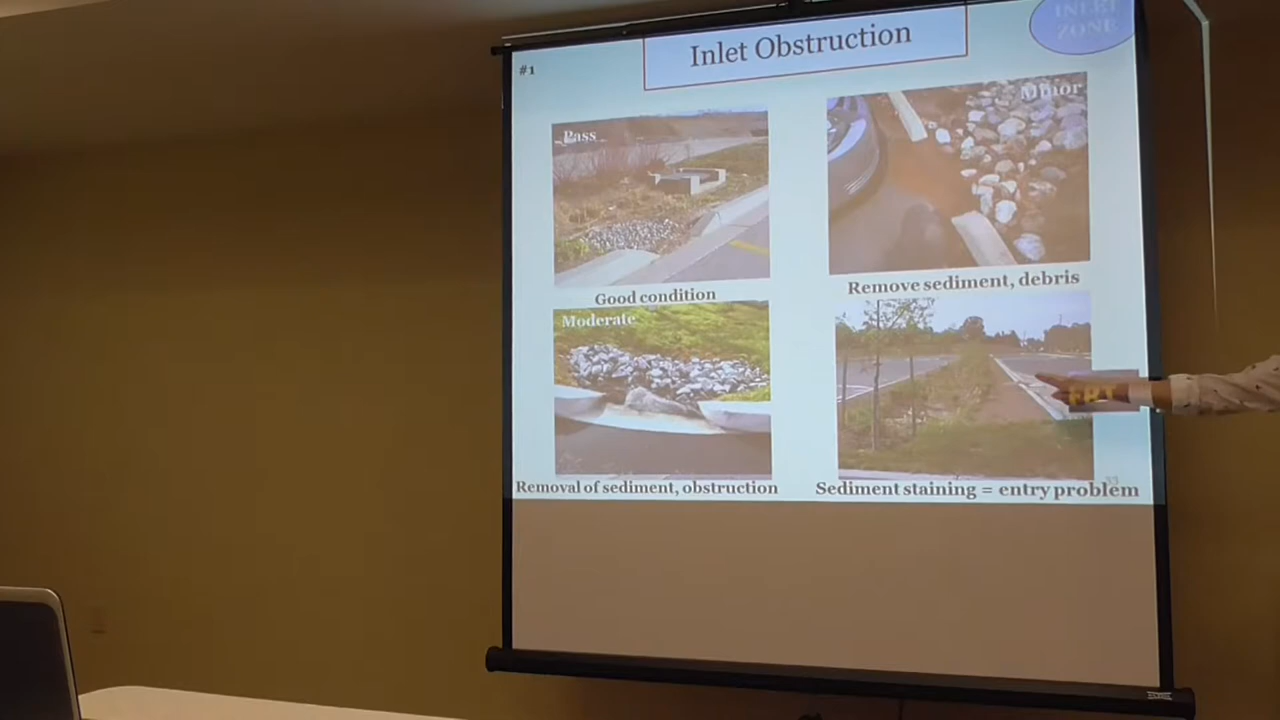 #1
Inlet Obstruction
INLET
ZONE
Pass
Minor
Good condition
Remove sediment, debris
Moderate
Removal of sediment, obstruction
Sediment staining = entry problem